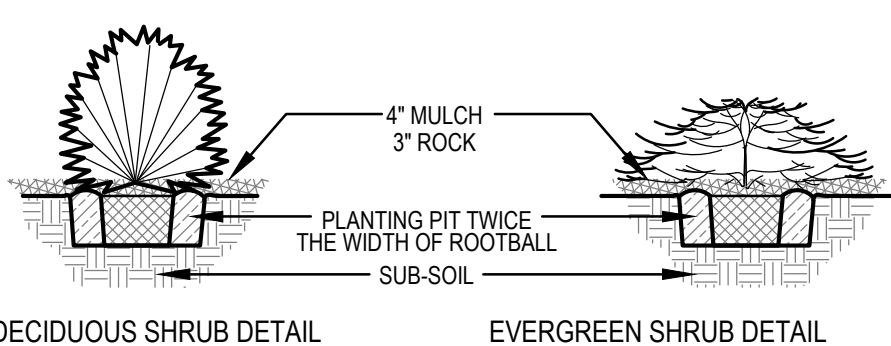 4" MULCH
3" ROCK
PLANTING PIT TWICE
THE WIDTH OF ROOTBALL
SUB-SOIL
DECIDUOUS SHRUB DETAIL
EVERGREEN SHRUB DETAIL